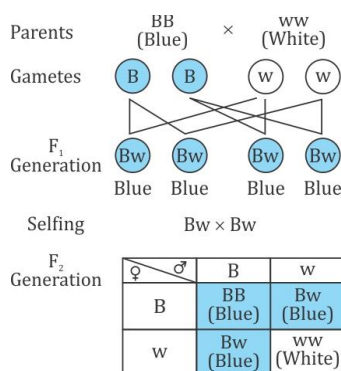 Parents BB × ww
(Blue) (White)
Gametes B B w w
F₁
Generation Bw Bw Bw Bw
Blue Blue Blue Blue
Selfing Bw × Bw
F₂
Generation ♀ ♂ B w
B BB Bw
(Blue) (Blue)
w Bw ww
(Blue) (White)